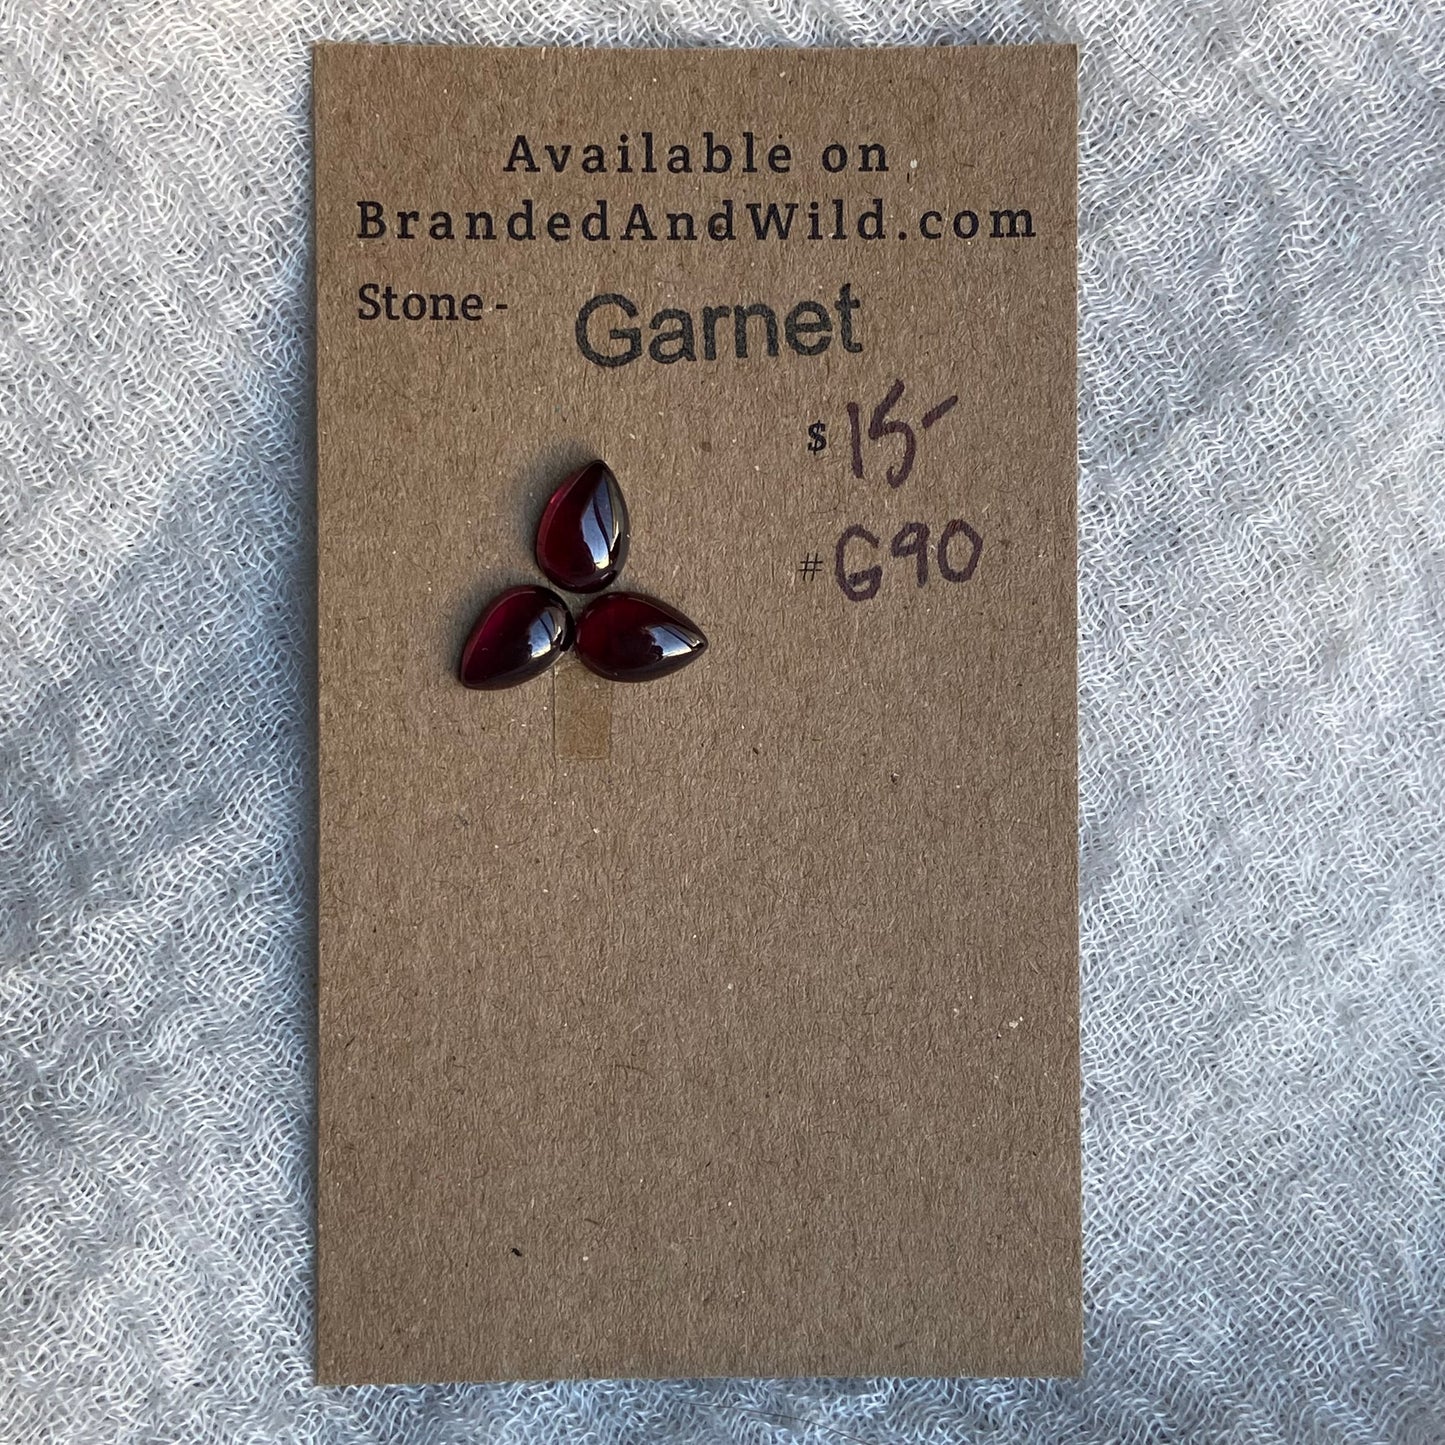 Available on
BrandedAndWild.com
Stone - Garnet
$ 15-
# G90